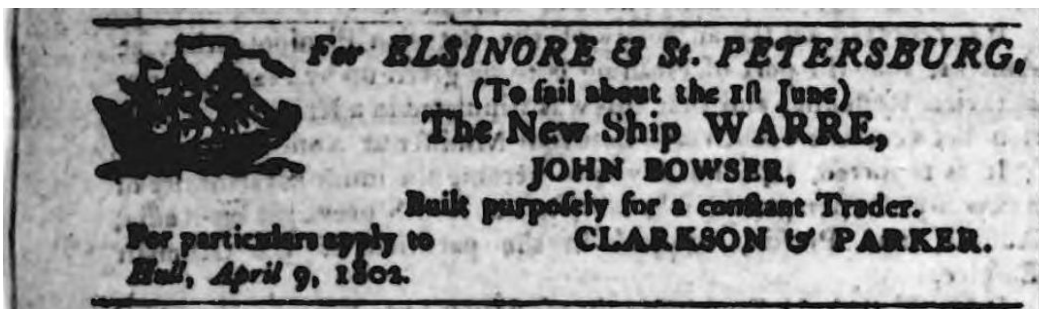 For ELSINORE & St. PETERSBURG,
(To ſail about the 1ſt June)
The New Ship WARRE,
JOHN BOWSER,
Built purpoſely for a conſtant Trader.
For particulars apply to CLARKSON & PARKER.
Hull, April 9, 1802.